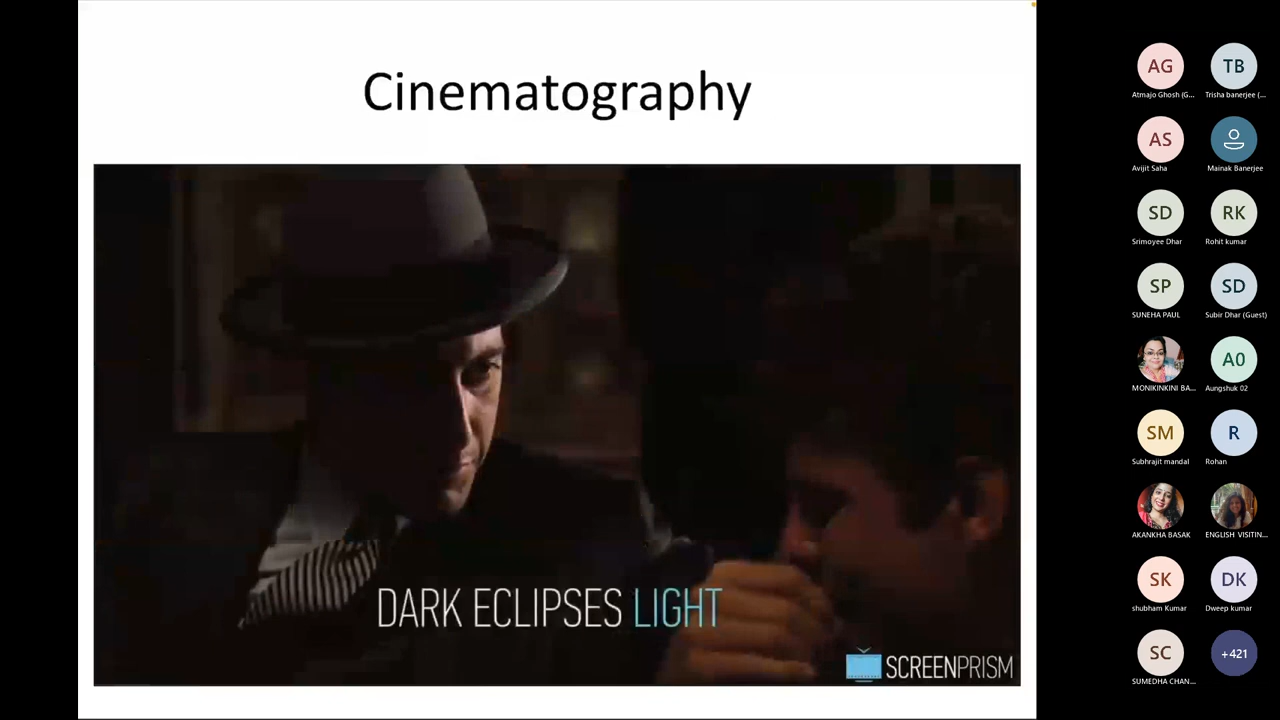 Cinematography
DARK ECLIPSES LIGHT
SCREENPRISM
AG
Atmajo Ghosh (G...
TB
Trisha banerjee (...
AS
Avijit Saha
Mainak Banerjee
SD
Srimoyee Dhar
RK
Rohit kumar
SP
SUNEHA PAUL
SD
Subir Dhar (Guest)
MONIKINKINI BA...
A0
Aungshuk 02
SM
Subhrajit mandal
R
Rohan
AKANKHA BASAK
ENGLISH VISITIN...
SK
shubham Kumar
DK
Dweep kumar
SC
SUMEDHA CHAN...
+421